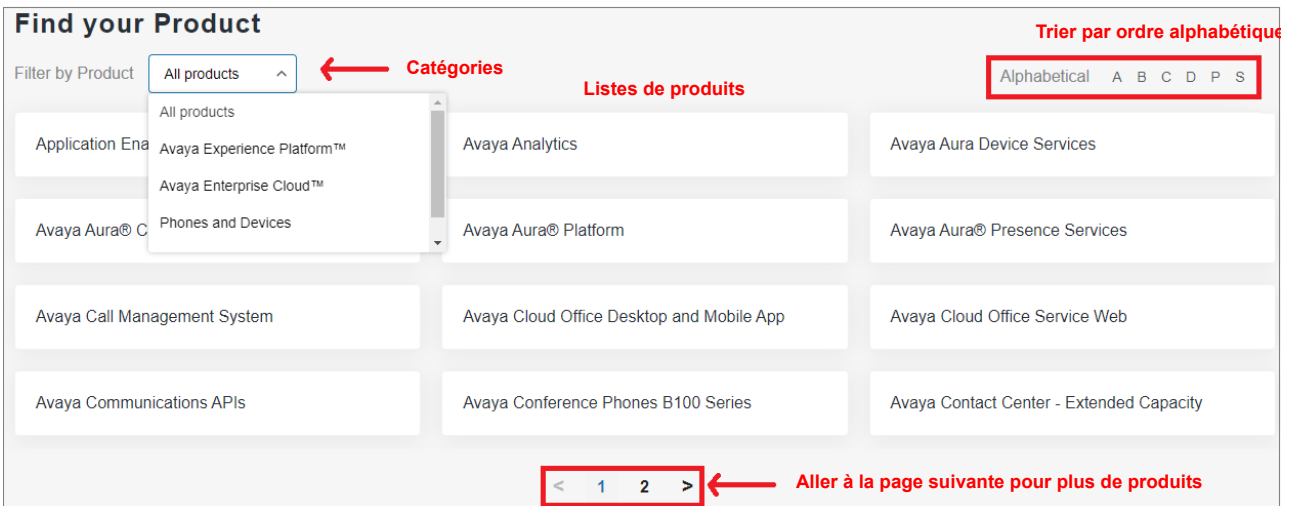 Find your Product
Trier par ordre alphabétique
Filter by Product All products Catégories
Alphabetical A B C D P S
Listes de produits
All products
Avaya Experience Platform™
Avaya Enterprise Cloud™
Phones and Devices
Application Ena
Avaya Analytics
Avaya Aura Device Services
Avaya Aura® C
Avaya Aura® Platform
Avaya Aura® Presence Services
Avaya Call Management System
Avaya Cloud Office Desktop and Mobile App
Avaya Cloud Office Service Web
Avaya Communications APIs
Avaya Conference Phones B100 Series
Avaya Contact Center - Extended Capacity
< 1 2 >
Aller à la page suivante pour plus de produits